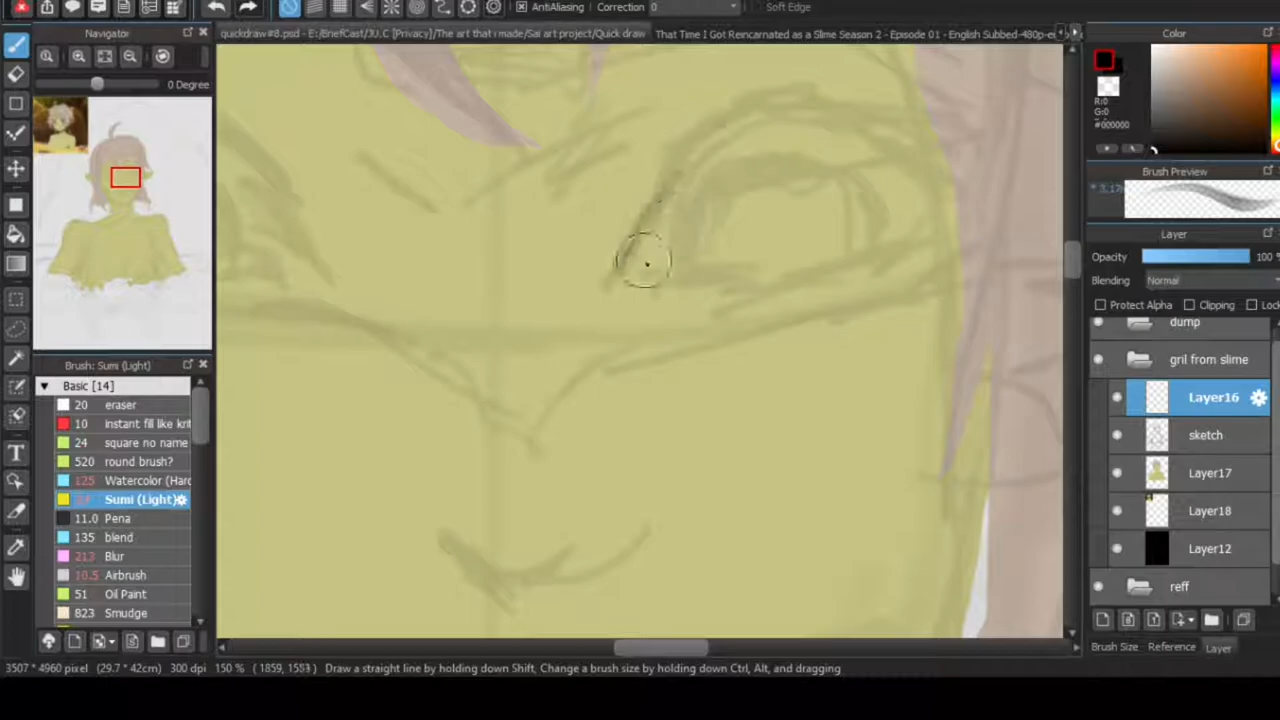 AntiAliasing Correction 0 Soft Edge
Navigator
quickdraw#8.psd - E:/BriefCast/JU.C [Privacy]/The art that i made/Sai art project/Quick draw
That Time I Got Reincarnated as a Slime Season 2 - Episode 01 - English Subbed-480p-e
Color
0 Degree
R:0
G:0
#000000
Brush Preview
Layer
Opacity 100
Blending Normal
Protect Alpha Clipping Lock
dump
gril from slime
Layer16
sketch
Layer17
Layer18
Layer12
reff
Brush: Sumi (Light)
Basic [14]
20 eraser
10 instant fill like krit
24 square no name
520 round brush?
125 Watercolor (Hard
Sumi (Light)
11.0 Pena
135 blend
213 Blur
10.5 Airbrush
51 Oil Paint
823 Smudge
Brush Size Reference Layer
3507 * 4960 pixel (29.7 * 42cm) 300 dpi 150 % Draw a straight line by holding down Shift, Change a brush size by holding down Ctrl, Alt, and dragging